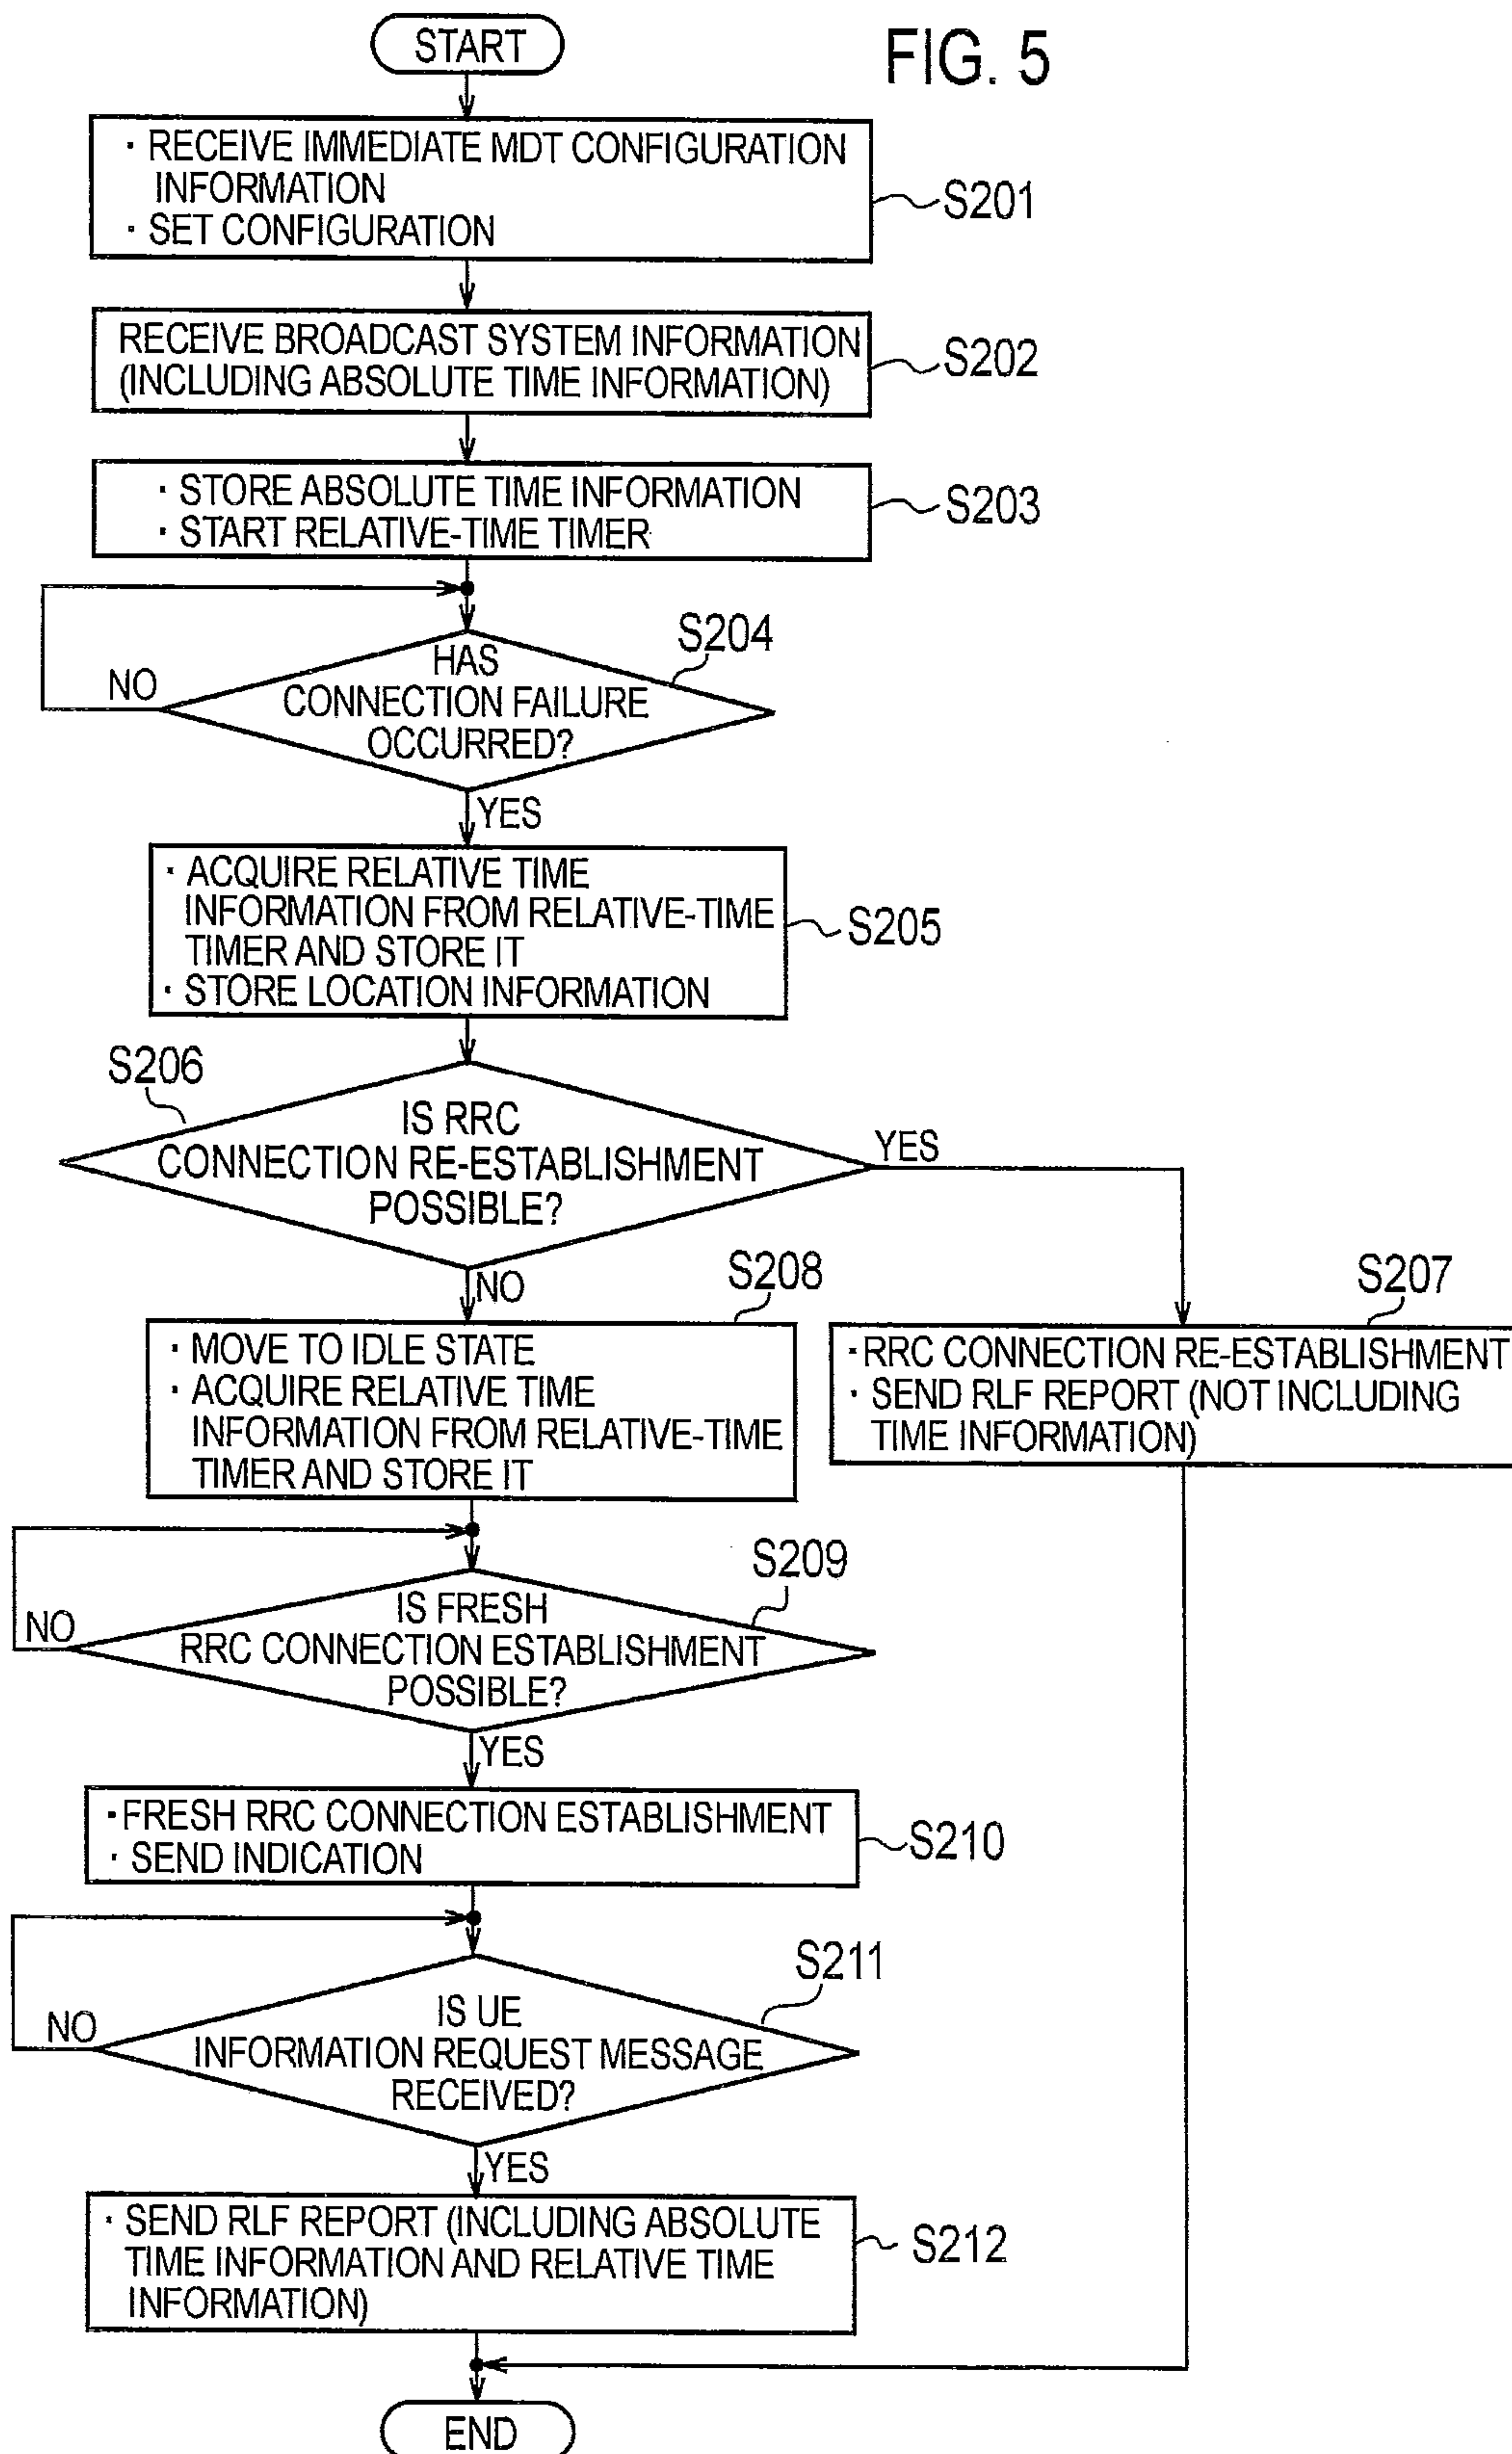 START
FIG. 5
· RECEIVE IMMEDIATE MDT CONFIGURATION
INFORMATION
· SET CONFIGURATION
S201
RECEIVE BROADCAST SYSTEM INFORMATION
(INCLUDING ABSOLUTE TIME INFORMATION)
S202
· STORE ABSOLUTE TIME INFORMATION
· START RELATIVE-TIME TIMER
S203
S204
HAS
CONNECTION FAILURE
OCCURRED?
NO
YES
· ACQUIRE RELATIVE TIME
INFORMATION FROM RELATIVE-TIME
TIMER AND STORE IT
· STORE LOCATION INFORMATION
S205
S206
IS RRC
CONNECTION RE-ESTABLISHMENT
POSSIBLE?
YES
NO
S208
· MOVE TO IDLE STATE
· ACQUIRE RELATIVE TIME
INFORMATION FROM RELATIVE-TIME
TIMER AND STORE IT
S207
· RRC CONNECTION RE-ESTABLISHMENT
· SEND RLF REPORT (NOT INCLUDING
TIME INFORMATION)
S209
IS FRESH
RRC CONNECTION ESTABLISHMENT
POSSIBLE?
NO
YES
· FRESH RRC CONNECTION ESTABLISHMENT
· SEND INDICATION
S210
S211
IS UE
INFORMATION REQUEST MESSAGE
RECEIVED?
NO
YES
· SEND RLF REPORT (INCLUDING ABSOLUTE
TIME INFORMATION AND RELATIVE TIME
INFORMATION)
S212
END